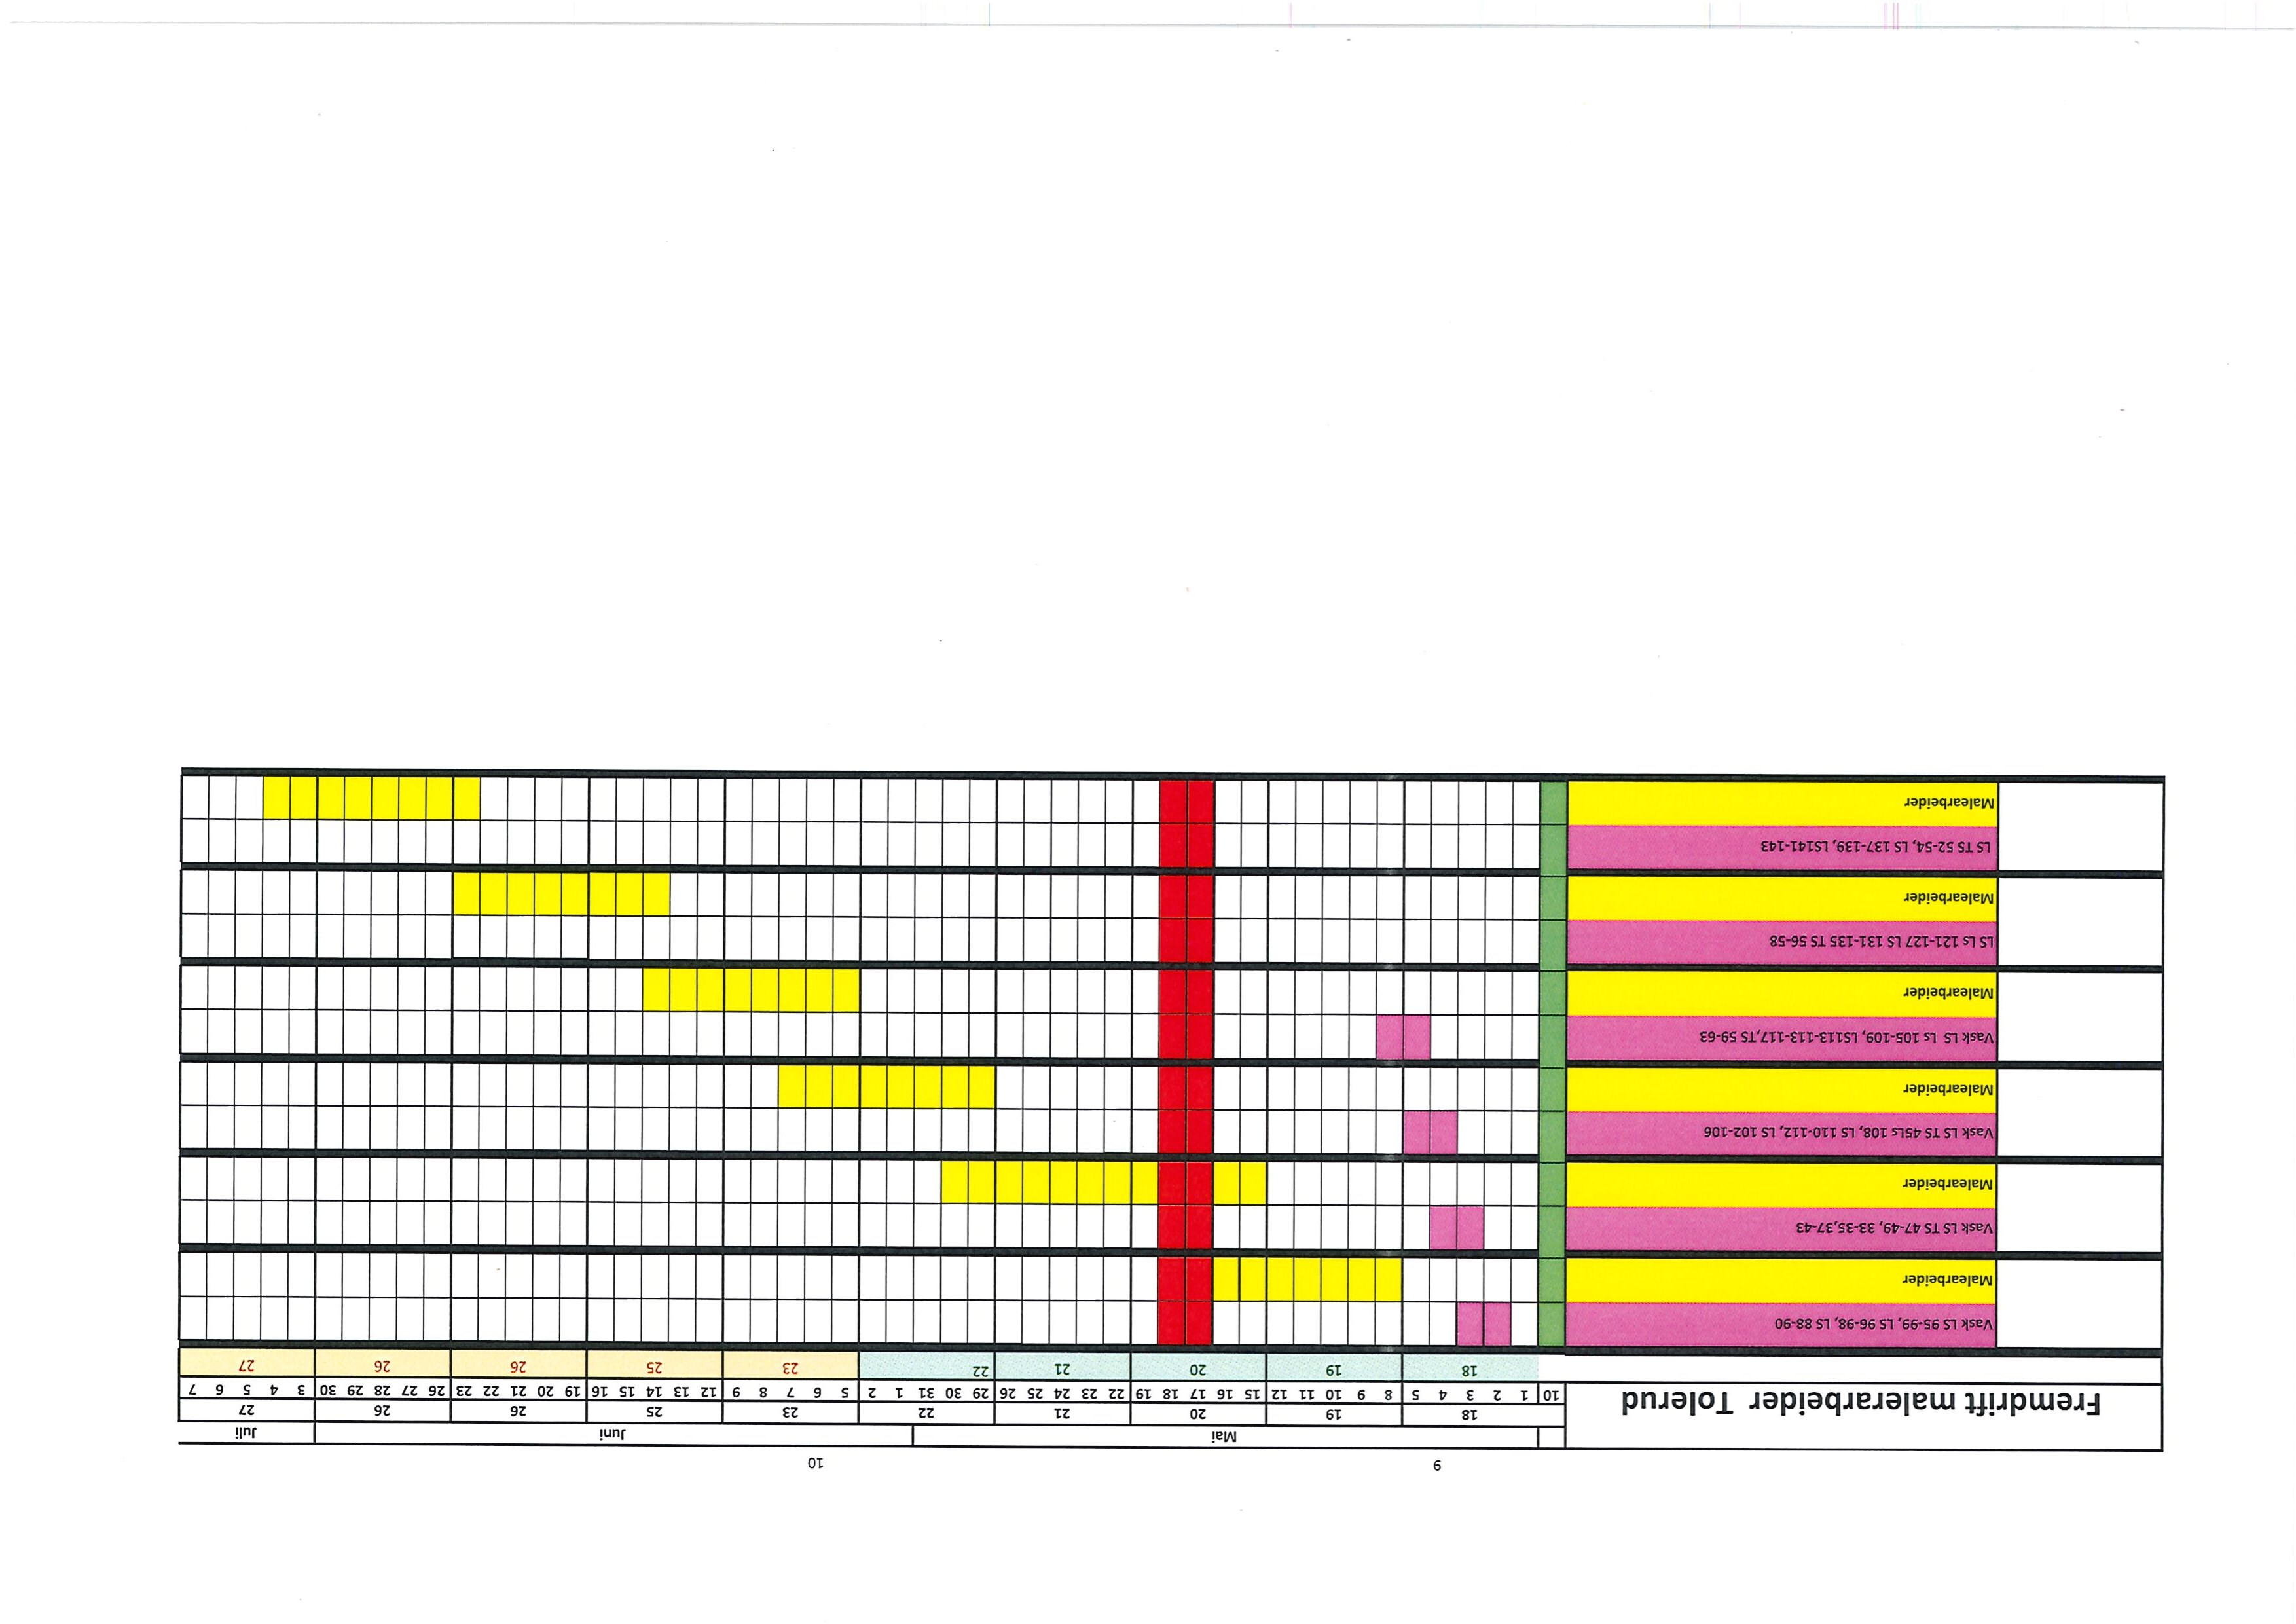 9 10
Mai Juni Juli
Fremdrift malerarbeider Tolerud
18 19 20 21 22 23 25 26 26 27
10 1 2 3 4 5 8 9 10 11 12 15 16 17 18 19 22 23 24 25 26 29 30 31 1 2 5 6 7 8 9 12 13 14 15 16 19 20 21 22 23 26 27 28 29 30 3 4 5 6 7
18 19 20 21 22 23 25 26 26 27
Vask LS 95-99, LS 96-98, LS 88-90
Malearbeider
Vask LS TS 47-49, 33-35,37-43
Malearbeider
Vask LS TS 45Ls 108, LS 110-112, LS 102-106
Malearbeider
Vask LS LS Ls 105-109, LS113-113-117,TS 59-63
Malearbeider
LS Ls 121-127 LS 131-135 TS 56-58
Malearbeider
LS TS 52-54, LS 137-139, LS141-143
Malearbeider